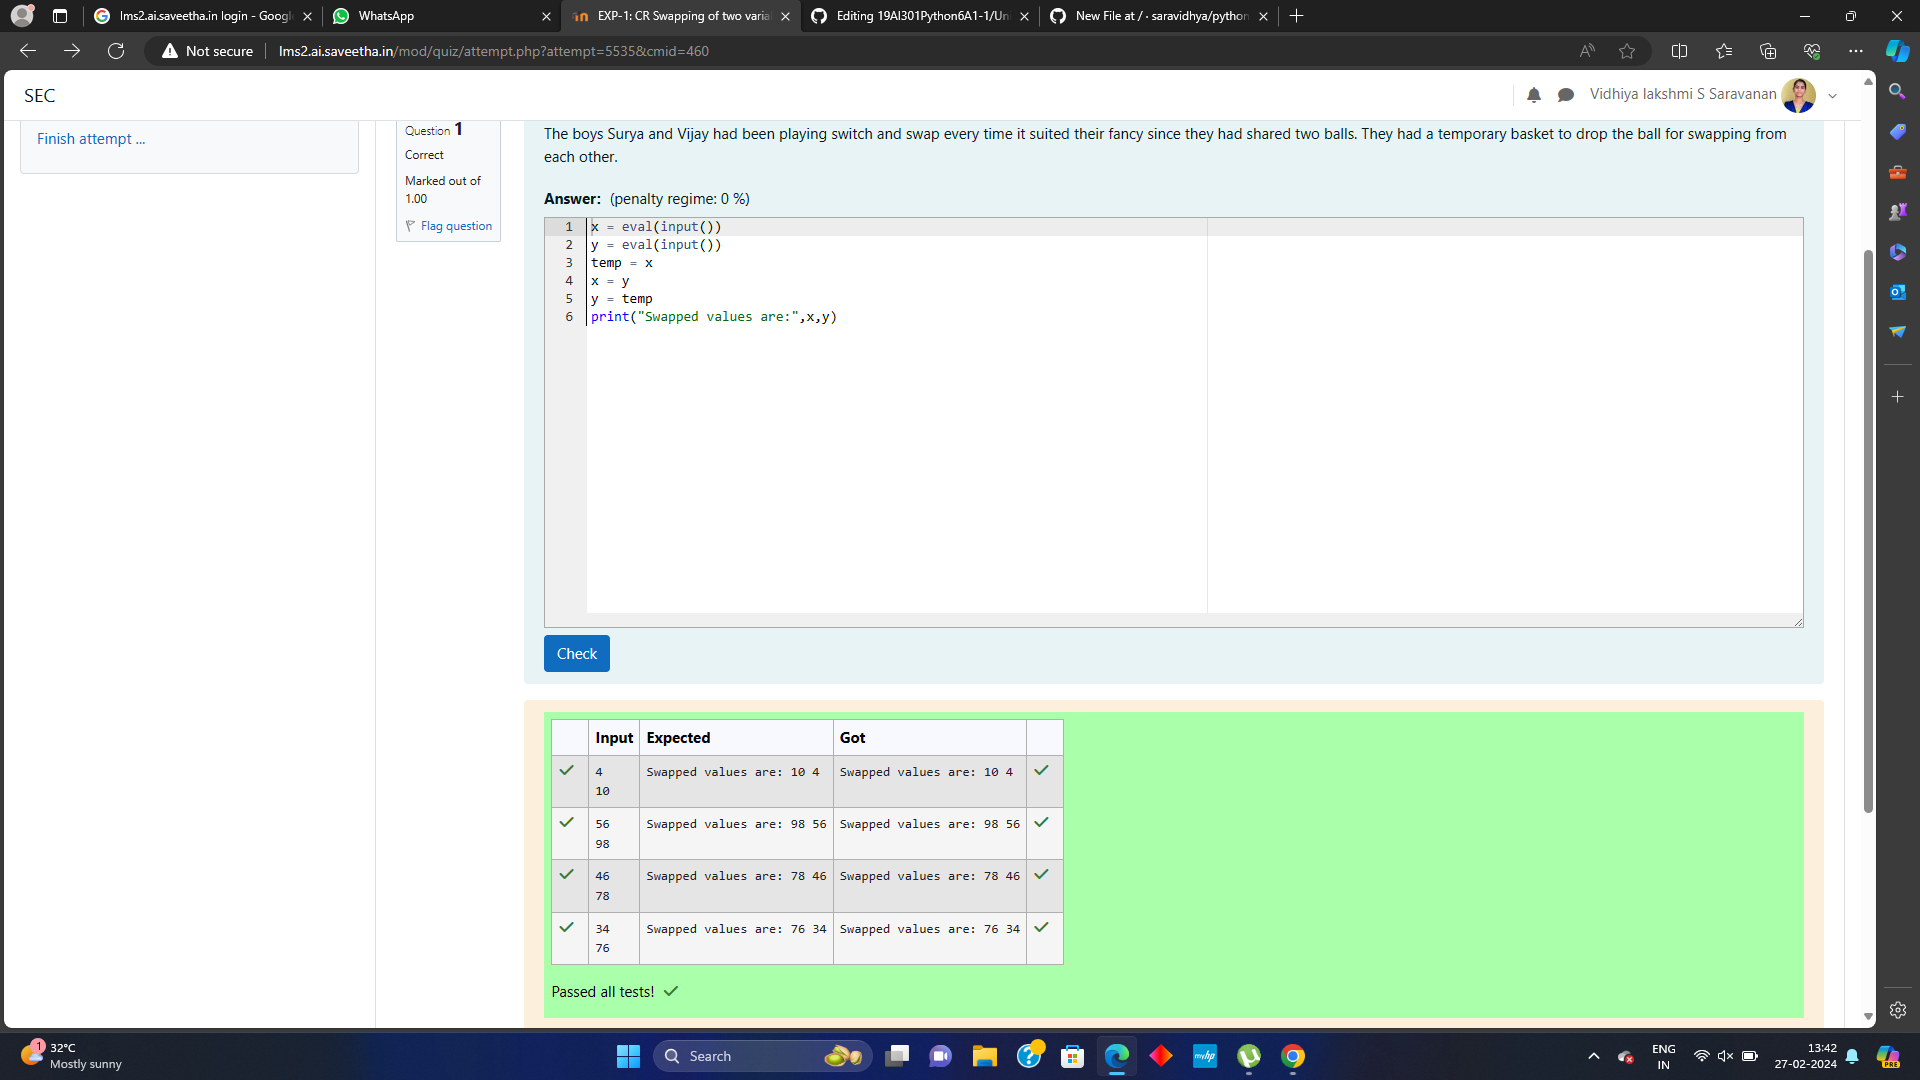 lms2.ai.saveetha.in login - Googl
WhatsApp
EXP-1: CR Swapping of two varia
Editing 19AI301Python6A1-1/Un
New File at / · saravidhya/python
Not secure
lms2.ai.saveetha.in/mod/quiz/attempt.php?attempt=5535&cmid=460
SEC
Vidhiya lakshmi S Saravanan
Finish attempt ...
Question 1
Correct
Marked out of
1.00
Flag question
The boys Surya and Vijay had been playing switch and swap every time it suited their fancy since they had shared two balls. They had a temporary basket to drop the ball for swapping from
each other.
Answer: (penalty regime: 0 %)
1 x = eval(input())
2 y = eval(input())
3 temp = x
4 x = y
5 y = temp
6 print("Swapped values are:",x,y)
Check
Input Expected Got
4 Swapped values are: 10 4 Swapped values are: 10 4
10
56 Swapped values are: 98 56 Swapped values are: 98 56
98
46 Swapped values are: 78 46 Swapped values are: 78 46
78
34 Swapped values are: 76 34 Swapped values are: 76 34
76
Passed all tests!
1
32°C
Mostly sunny
Search
myhp
ENG
IN
13:42
27-02-2024
PRE